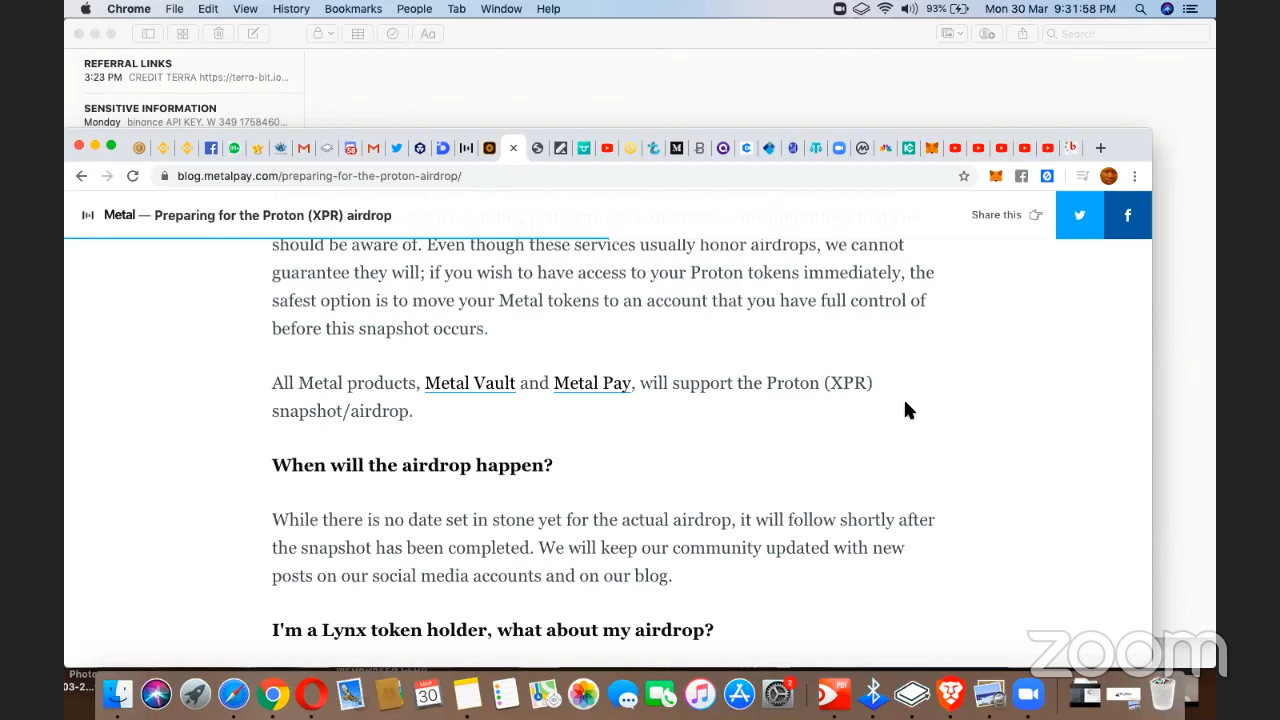 Chrome File Edit View History Bookmarks People Tab Window Help
93% Mon 30 Mar 9:31:58 PM
Aa
Search
REFERRAL LINKS
3:23 PM CREDIT TERRA https://terra-bit.io...
SENSITIVE INFORMATION
Monday binance API KEY. W 349 1758460...
blog.metalpay.com/preparing-for-the-proton-airdrop/
Metal — Preparing for the Proton (XPR) airdrop
Share this
should be aware of. Even though these services usually honor airdrops, we cannot
guarantee they will; if you wish to have access to your Proton tokens immediately, the
safest option is to move your Metal tokens to an account that you have full control of
before this snapshot occurs.
All Metal products, Metal Vault and Metal Pay, will support the Proton (XPR)
snapshot/airdrop.
When will the airdrop happen?
While there is no date set in stone yet for the actual airdrop, it will follow shortly after
the snapshot has been completed. We will keep our community updated with new
posts on our social media accounts and on our blog.
I'm a Lynx token holder, what about my airdrop?
zoom
Photo
03-2...
MAR
30
2
PDF